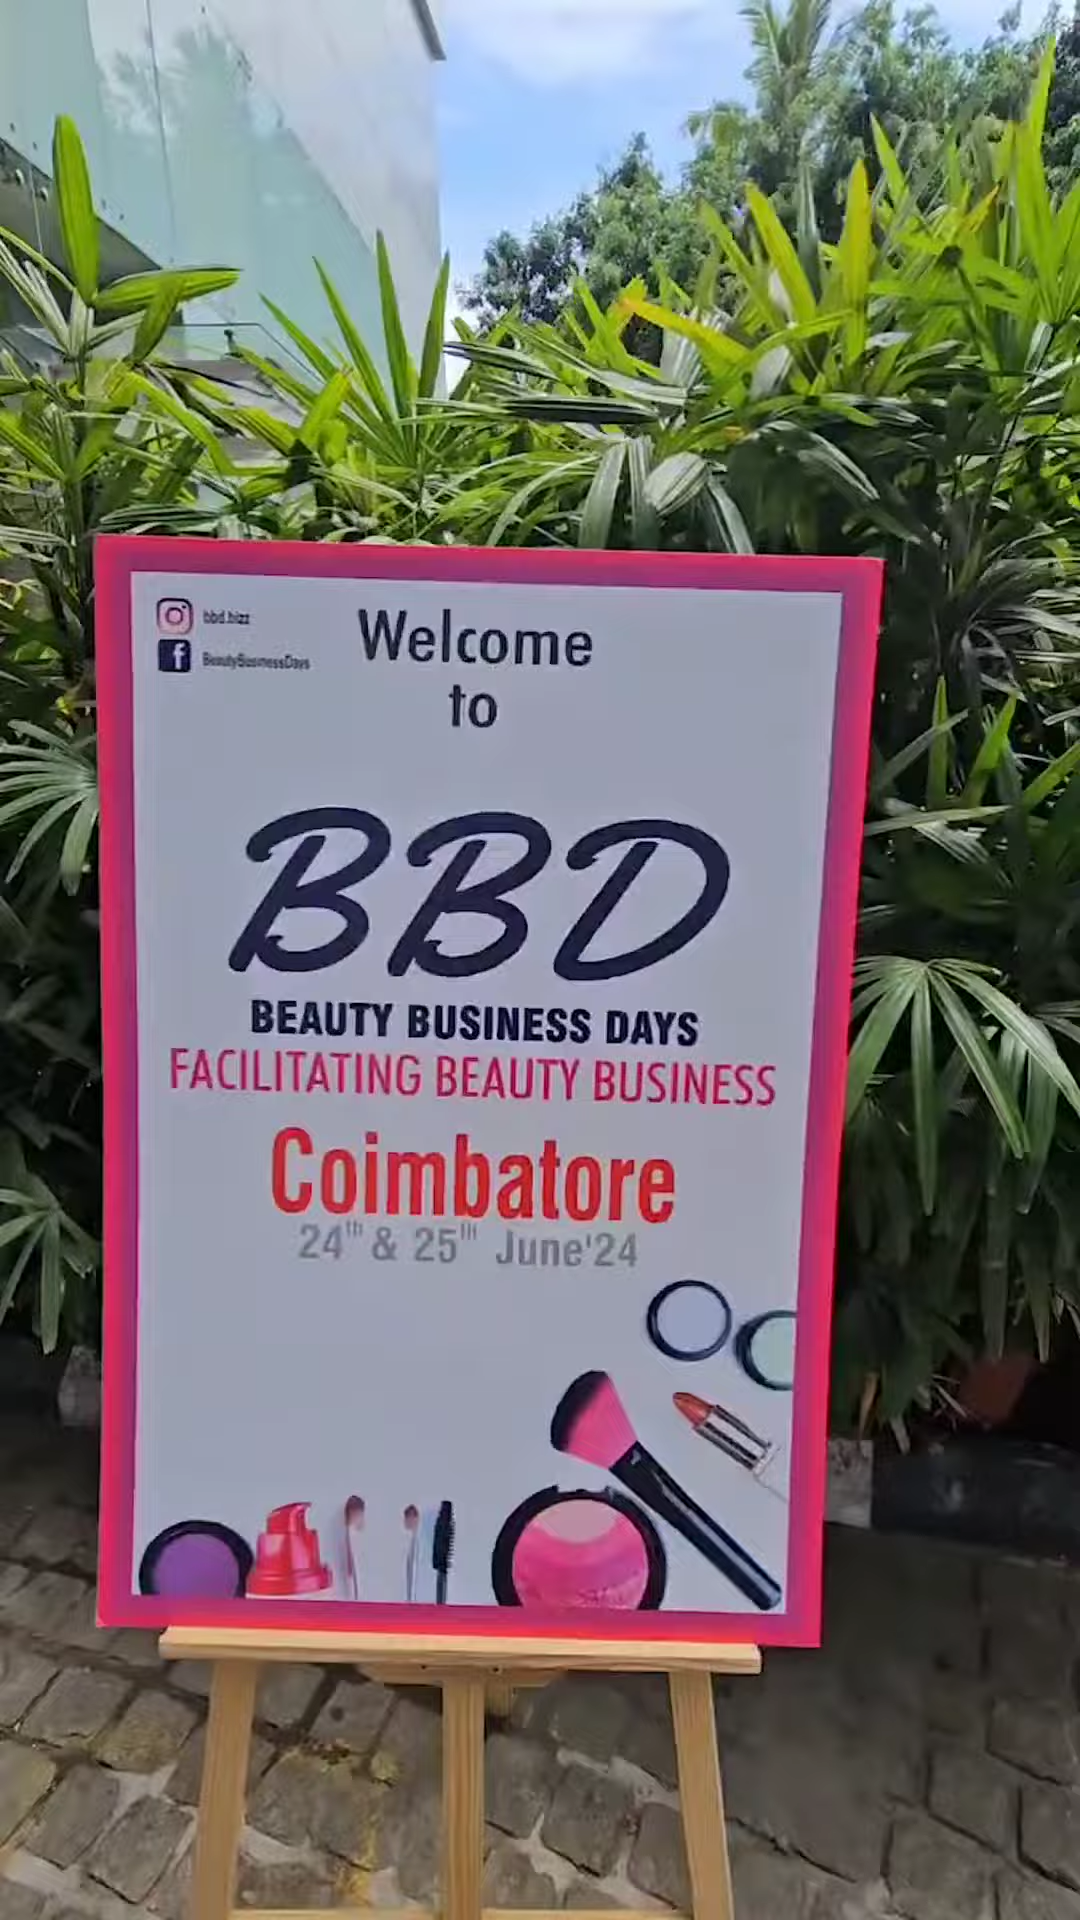 bbd.bizz
BeautyBusinessDays
Welcome
to
BBD
BEAUTY BUSINESS DAYS
FACILITATING BEAUTY BUSINESS
Coimbatore
24th & 25th June'24